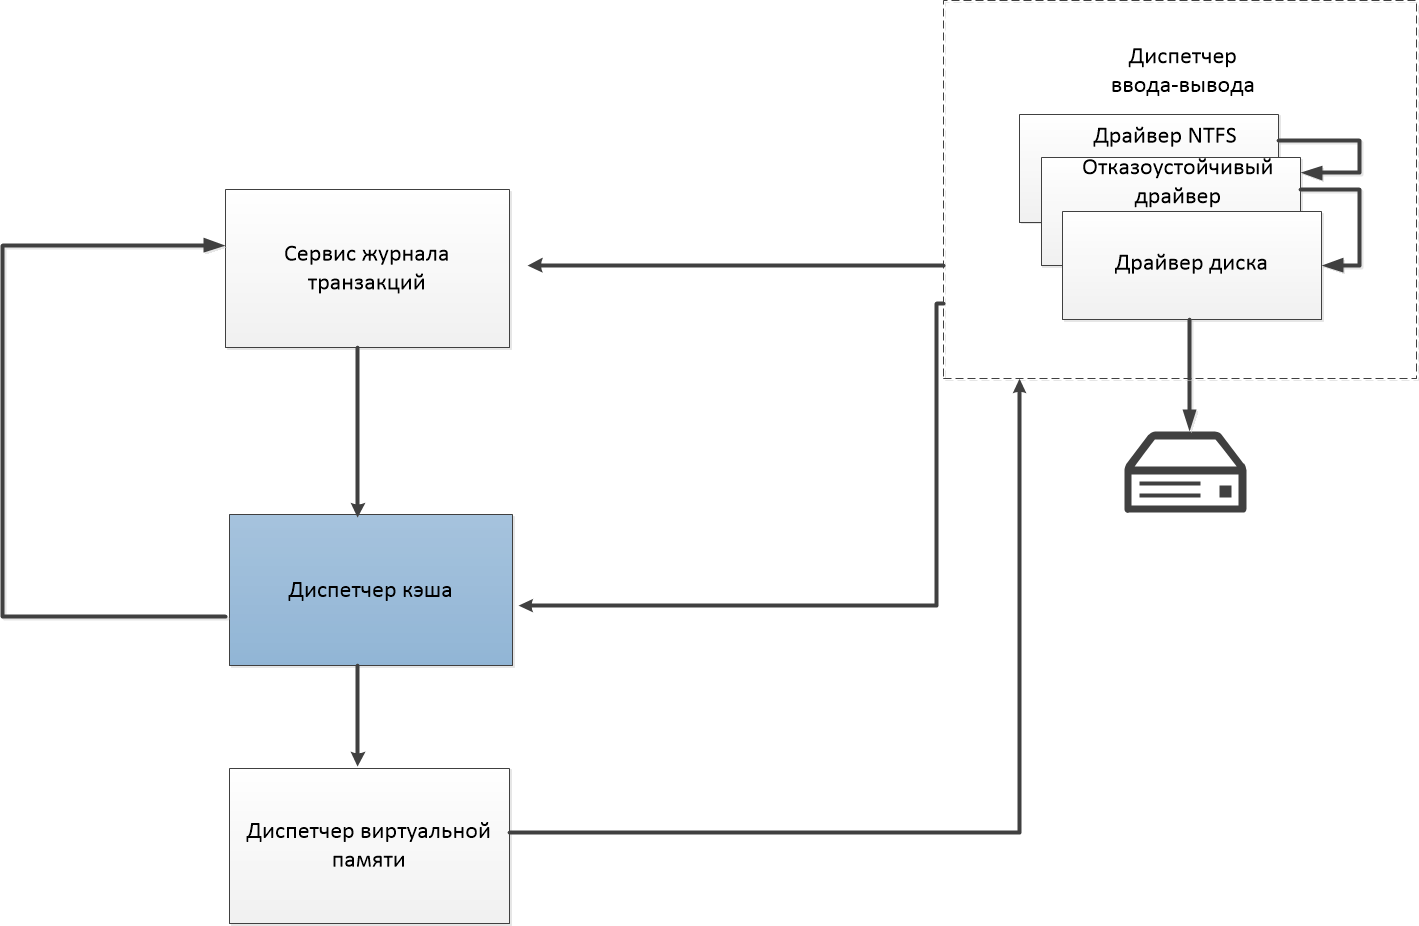 Диспетчер
ввода-вывода
Драйвер NTFS
Отказоустойчивый
драйвер
Драйвер диска
Сервис журнала
транзакций
Диспетчер кэша
Диспетчер виртуальной
памяти